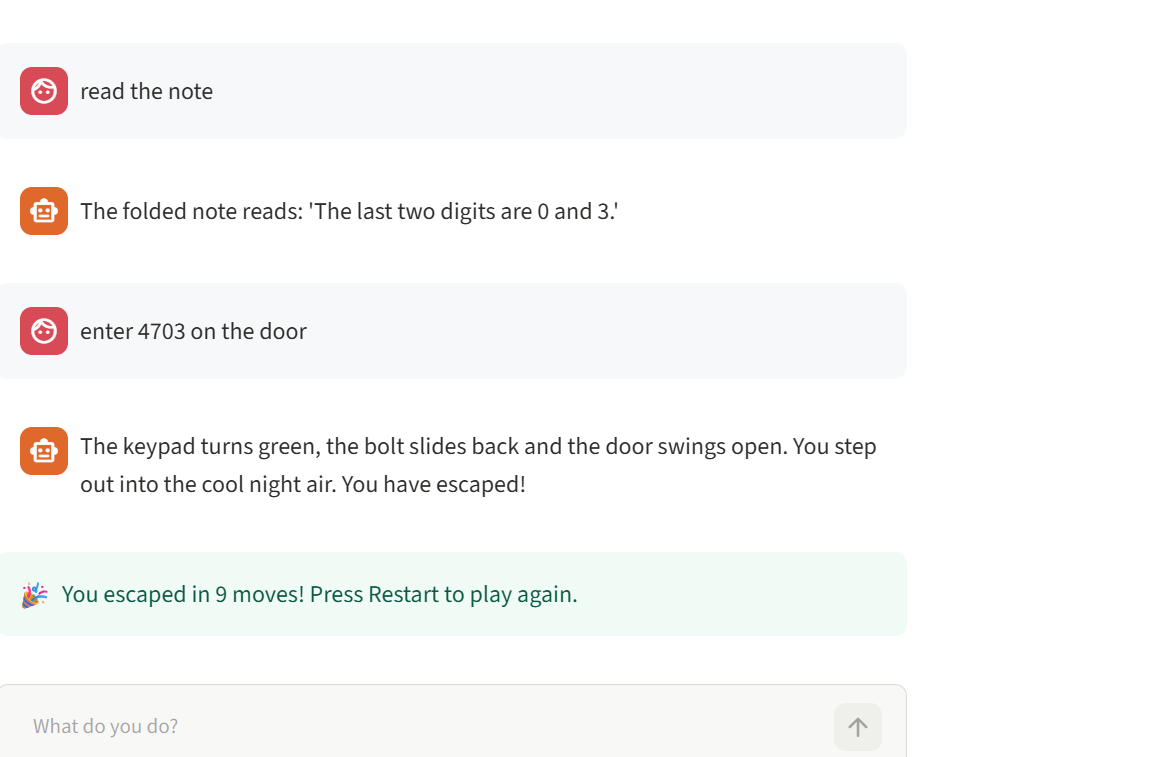 read the note
The folded note reads: 'The last two digits are 0 and 3.'
enter 4703 on the door
The keypad turns green, the bolt slides back and the door swings open. You step
out into the cool night air. You have escaped!
🎉 You escaped in 9 moves! Press Restart to play again.
What do you do?